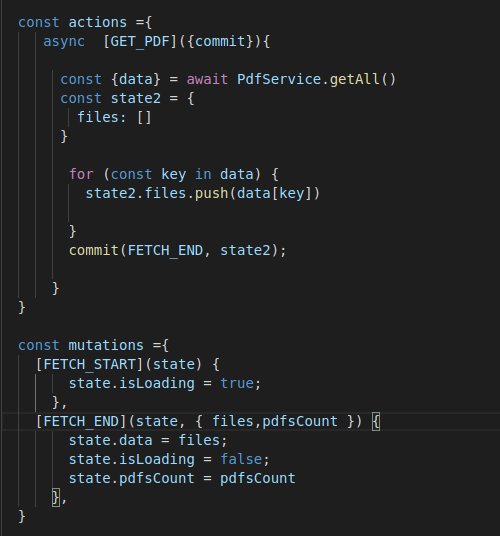 const actions ={
async  [GET_PDF]({commit}){
const {data} = await PdfService.getAll()
const state2 = {
files: []
}
for (const key in data) {
state2.files.push(data[key])
}
commit(FETCH_END, state2);
}
}
const mutations ={
[FETCH_START](state) {
state.isLoading = true;
},
[FETCH_END](state, { files,pdfsCount }) {
state.data = files;
state.isLoading = false;
state.pdfsCount = pdfsCount
},
}